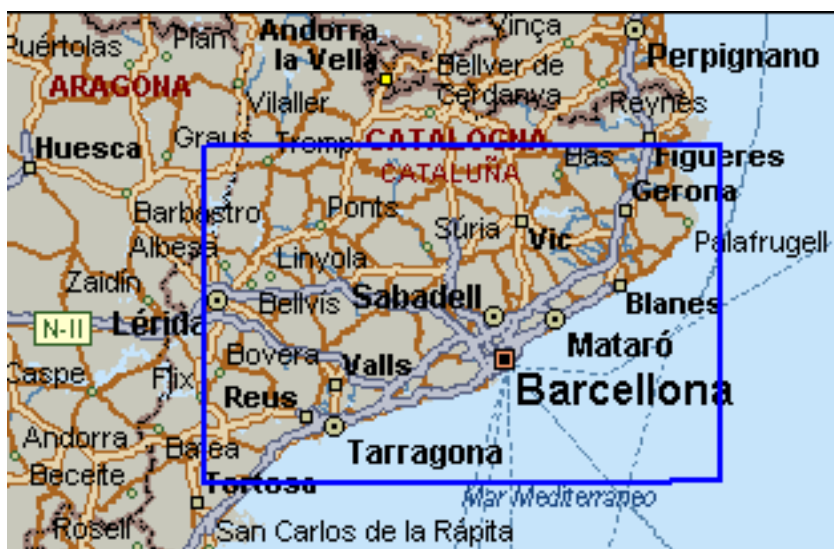 Puértolas
Plan
Andorra
la Vella
Vinça
Perpignano
Bellver de
Cerdanya
ARAGONA
Vilaller
Reynès
Huesca
Graus
Tremp
CATALOGNA
CATALUÑA
Bas
Figueres
Barbastro
Ponts
Gerona
Albesa
Súria
Vic
Palafrugell
Linyola
Zaidín
Bellvis
Sabadell
Blanes
N-II
Lérida
Mataró
Bovera
Valls
Caspe
Flix
Barcellona
Reus
Andorra
Batea
Tarragona
Beceite
Tortosa
Mar Mediterraneo
Rosell
San Carlos de la Rápita